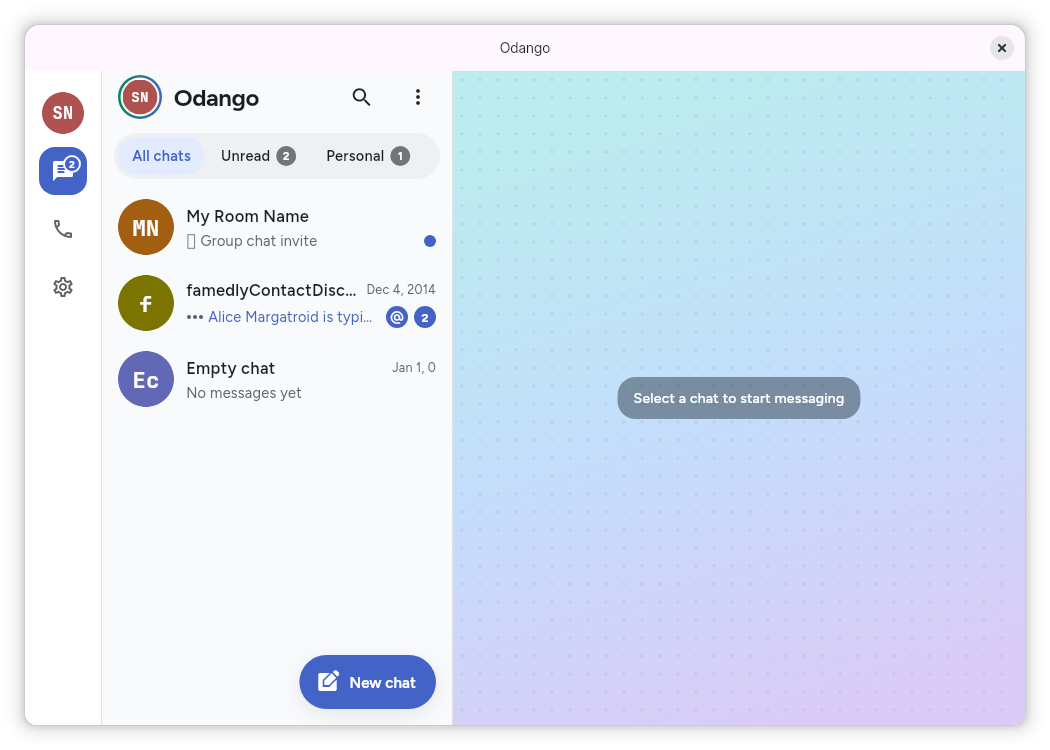 Odango
SN
2
SN
Odango
All chats
Unread 2
Personal 1
MN
My Room Name
Group chat invite
f
famedlyContactDisc...
Dec 4, 2014
••• Alice Margatroid is typi...
@ 2
Ec
Empty chat
Jan 1, 0
No messages yet
Select a chat to start messaging
New chat